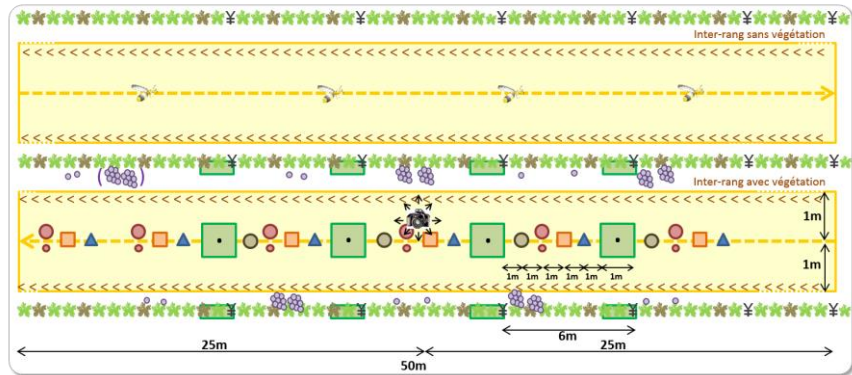 Inter-rang sans végétation
Inter-rang avec végétation
1m
1m
1m 1m 1m 1m 1m 1m
6m
25m 25m
50m